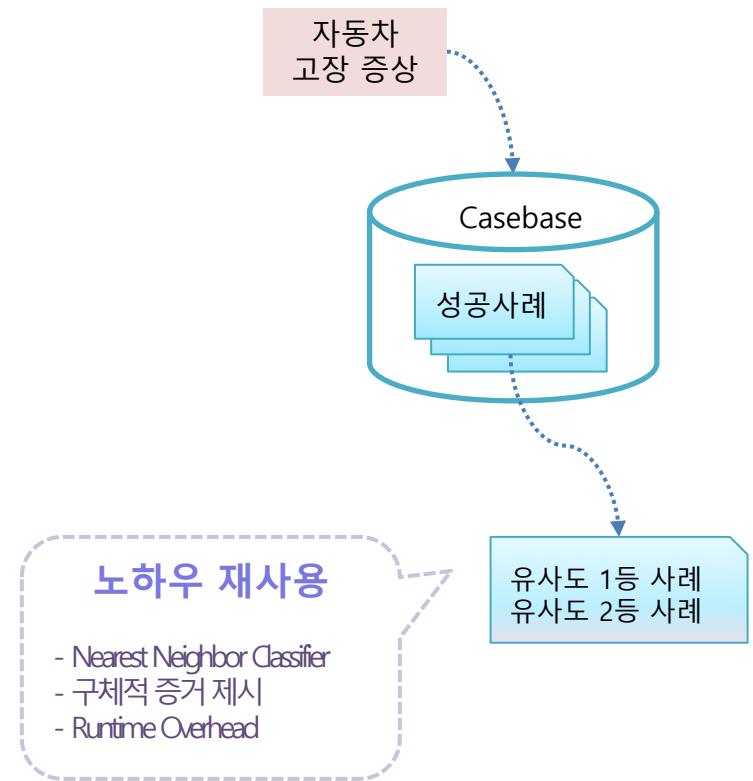 자동차
고장 증상
Casebase
성공사례
유사도 1등 사례
유사도 2등 사례
노하우 재사용
- Nearest Neighbor Classifier
- 구체적 증거 제시
- Runtime Overhead